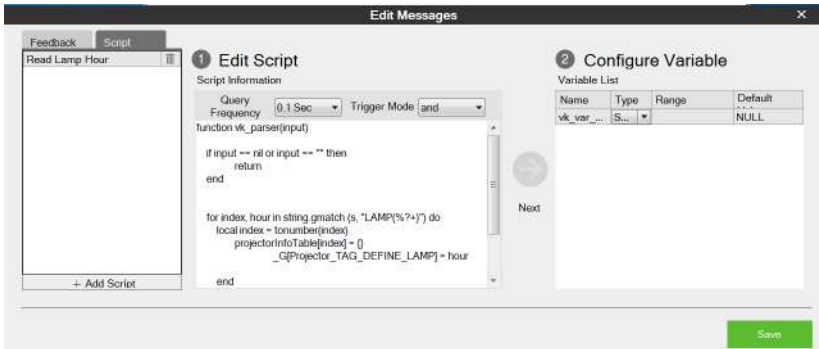 Edit Messages
×
Feedback Script
Read Lamp Hour
+ Add Script
1 Edit Script
Script Information
Query Frequency 0.1 Sec Trigger Mode and
function vk_parser(input)
if input == nil or input == "" then
return
end
for index, hour in string.gmatch (s, "LAMP(%?+)") do
local index = tonumber(index)
projectorInfoTable[index] = {}
_G[Projector_TAG_DEFINE_LAMP] = hour
end
Next
2 Configure Variable
Variable List
Name Type Range Default
vk_var_... S... NULL
Save